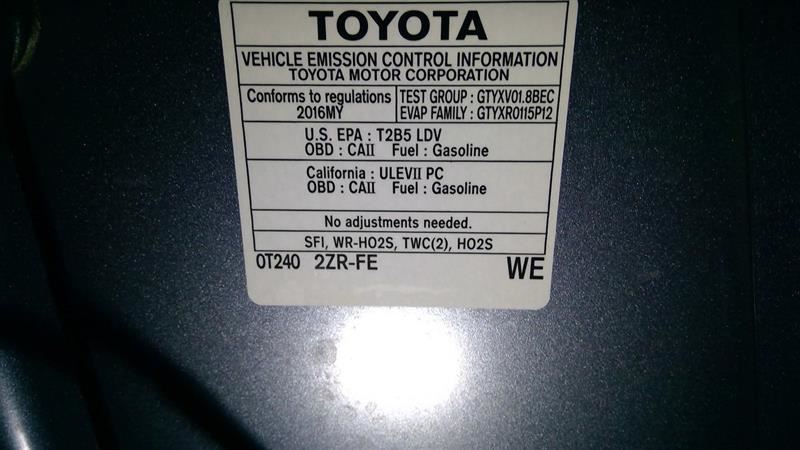 TOYOTA
VEHICLE EMISSION CONTROL INFORMATION
TOYOTA MOTOR CORPORATION
Conforms to regulations
2016MY
TEST GROUP : GTYXV01.8BEC
EVAP FAMILY : GTYXR0115P12
U.S. EPA : T2B5 LDV
OBD : CAII Fuel : Gasoline
California : ULEVII PC
OBD : CAII Fuel : Gasoline
No adjustments needed.
SFI, WR-HO2S, TWC(2), HO2S
0T240 2ZR-FE WE